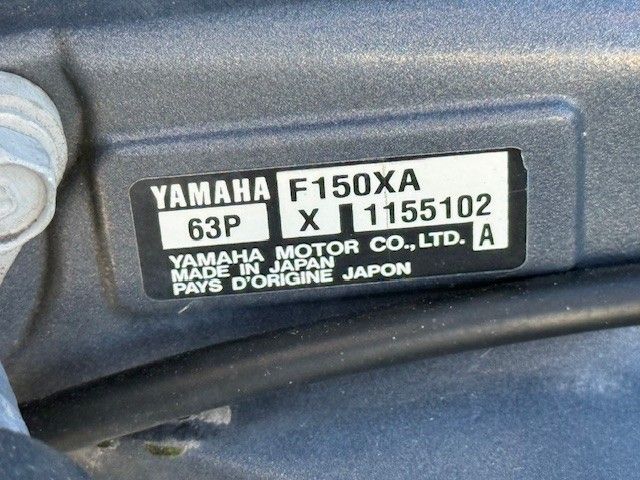 YAMAHA F150XA
63P X 1155102
YAMAHA MOTOR CO., LTD. A
MADE IN JAPAN
PAYS D'ORIGINE JAPON